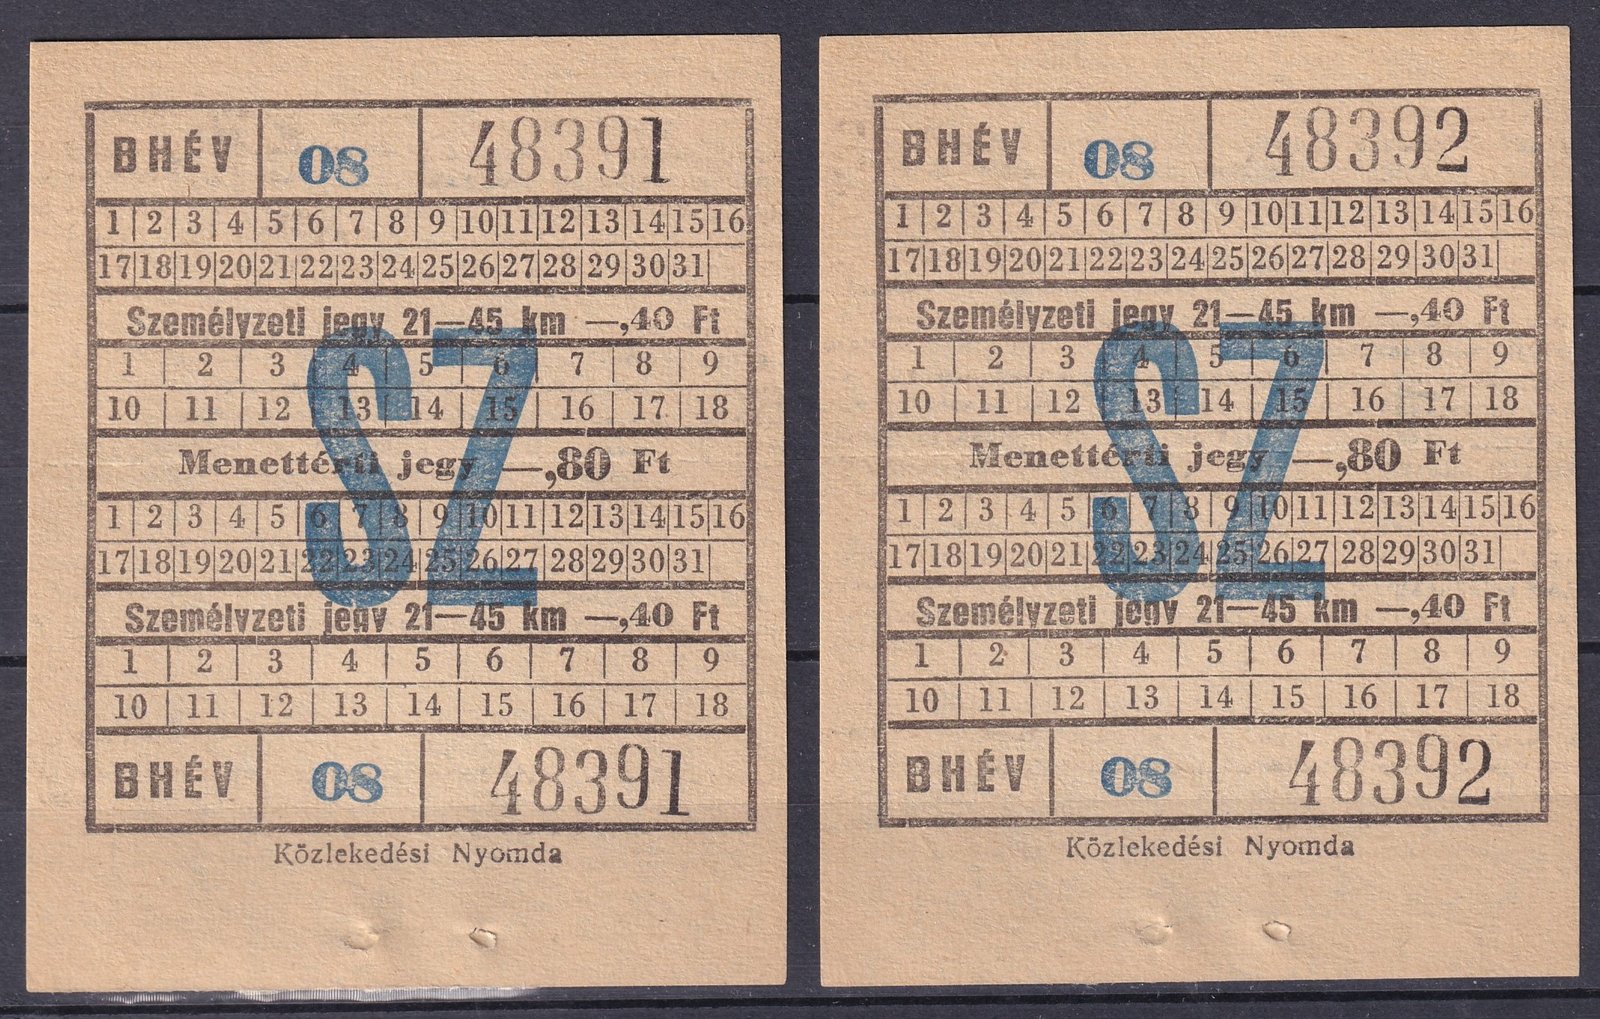 BHÉV 08 48391
1 2 3 4 5 6 7 8 9 10 11 12 13 14 15 16
17 18 19 20 21 22 23 24 25 26 27 28 29 30 31
Személyzeti jegy 21—45 km —,40 Ft
1 2 3 4 5 6 7 8 9
10 11 12 13 14 15 16 17 18
SZ
Menettérti jegy —,80 Ft
1 2 3 4 5 6 7 8 9 10 11 12 13 14 15 16
17 18 19 20 21 22 23 24 25 26 27 28 29 30 31
Személyzeti jegy 21—45 km —,40 Ft
1 2 3 4 5 6 7 8 9
10 11 12 13 14 15 16 17 18
BHÉV 08 48391
Közlekedési Nyomda
BHÉV 08 48392
1 2 3 4 5 6 7 8 9 10 11 12 13 14 15 16
17 18 19 20 21 22 23 24 25 26 27 28 29 30 31
Személyzeti jegy 21—45 km —,40 Ft
1 2 3 4 5 6 7 8 9
10 11 12 13 14 15 16 17 18
SZ
Menettérti jegy —,80 Ft
1 2 3 4 5 6 7 8 9 10 11 12 13 14 15 16
17 18 19 20 21 22 23 24 25 26 27 28 29 30 31
Személyzeti jegy 21—45 km —,40 Ft
1 2 3 4 5 6 7 8 9
10 11 12 13 14 15 16 17 18
BHÉV 08 48392
Közlekedési Nyomda